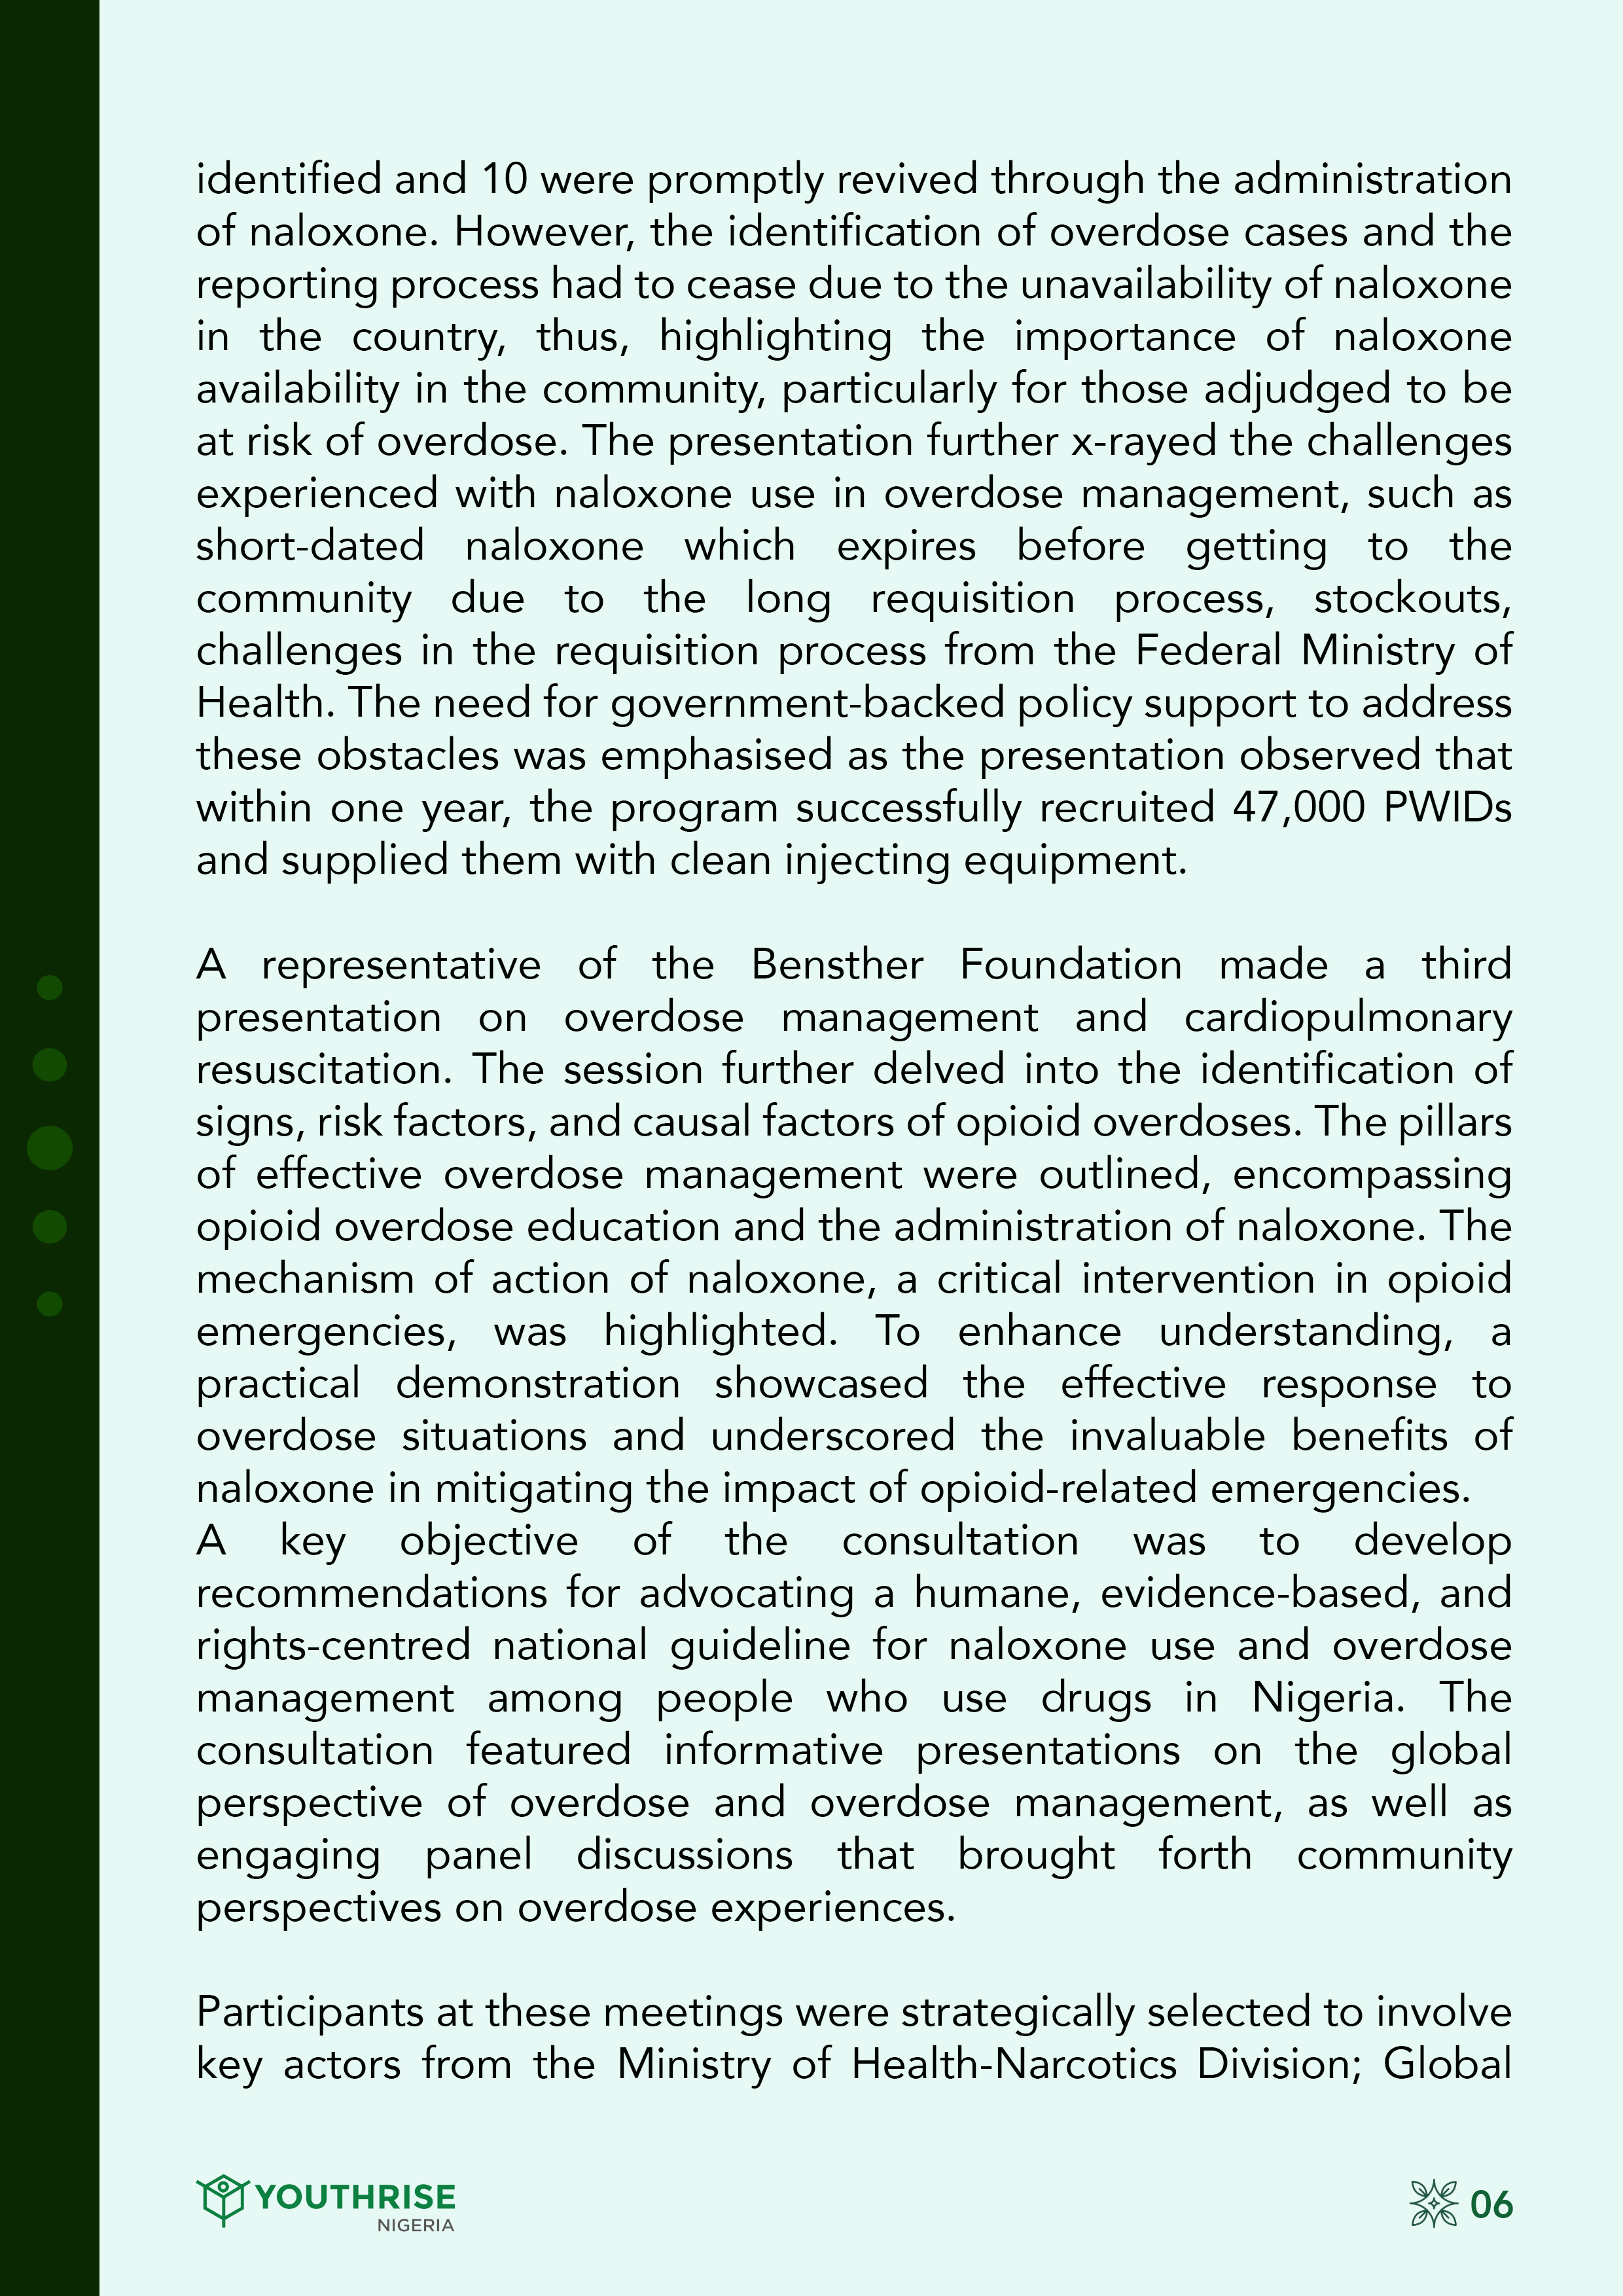 identified and 10 were promptly revived through the administration
of naloxone. However, the identification of overdose cases and the
reporting process had to cease due to the unavailability of naloxone
in the country, thus, highlighting the importance of naloxone
availability in the community, particularly for those adjudged to be
at risk of overdose. The presentation further x-rayed the challenges
experienced with naloxone use in overdose management, such as
short-dated naloxone which expires before getting to the
community due to the long requisition process, stockouts,
challenges in the requisition process from the Federal Ministry of
Health. The need for government-backed policy support to address
these obstacles was emphasised as the presentation observed that
within one year, the program successfully recruited 47,000 PWIDs
and supplied them with clean injecting equipment.
A representative of the Bensther Foundation made a third
presentation on overdose management and cardiopulmonary
resuscitation. The session further delved into the identification of
signs, risk factors, and causal factors of opioid overdoses. The pillars
of effective overdose management were outlined, encompassing
opioid overdose education and the administration of naloxone. The
mechanism of action of naloxone, a critical intervention in opioid
emergencies, was highlighted. To enhance understanding, a
practical demonstration showcased the effective response to
overdose situations and underscored the invaluable benefits of
naloxone in mitigating the impact of opioid-related emergencies.
A key objective of the consultation was to develop
recommendations for advocating a humane, evidence-based, and
rights-centred national guideline for naloxone use and overdose
management among people who use drugs in Nigeria. The
consultation featured informative presentations on the global
perspective of overdose and overdose management, as well as
engaging panel discussions that brought forth community
perspectives on overdose experiences.
Participants at these meetings were strategically selected to involve
key actors from the Ministry of Health-Narcotics Division; Global
YOUTHRISE
NIGERIA
06